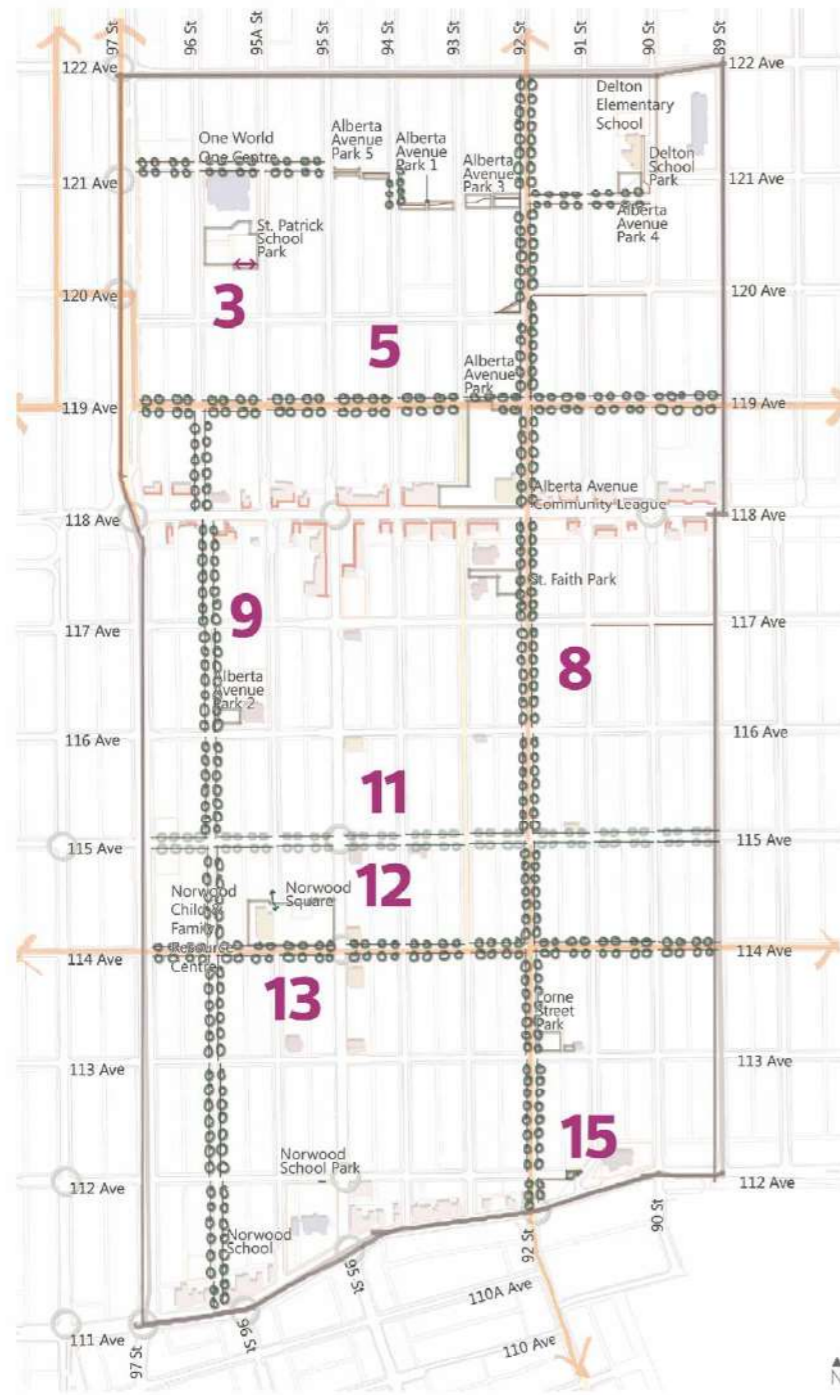 97 St
96 St
95A St
95 St
94 St
93 St
92 St
91 St
90 St
89 St
122 Ave
122 Ave
Delton
Elementary
School
One World
One Centre
Alberta
Avenue
Park 5
Alberta
Avenue
Park 1
Alberta
Avenue
Park 3
Delton
School
Park
121 Ave
121 Ave
Alberta
Avenue
Park 4
St. Patrick
School
Park
3
120 Ave
120 Ave
5
Alberta
Avenue
Park
119 Ave
119 Ave
Alberta Avenue
Community League
118 Ave
118 Ave
St. Faith Park
9
117 Ave
117 Ave
8
Alberta
Avenue
Park 2
116 Ave
116 Ave
11
115 Ave
115 Ave
12
Norwood
Child &
Family
Resource
Centre
Norwood
Square
114 Ave
114 Ave
13
Lorne
Street
Park
113 Ave
113 Ave
15
Norwood
School Park
112 Ave
112 Ave
Norwood
School
90 St
92 St
95 St
96 St
97 St
110A Ave
110 Ave
111 Ave
N